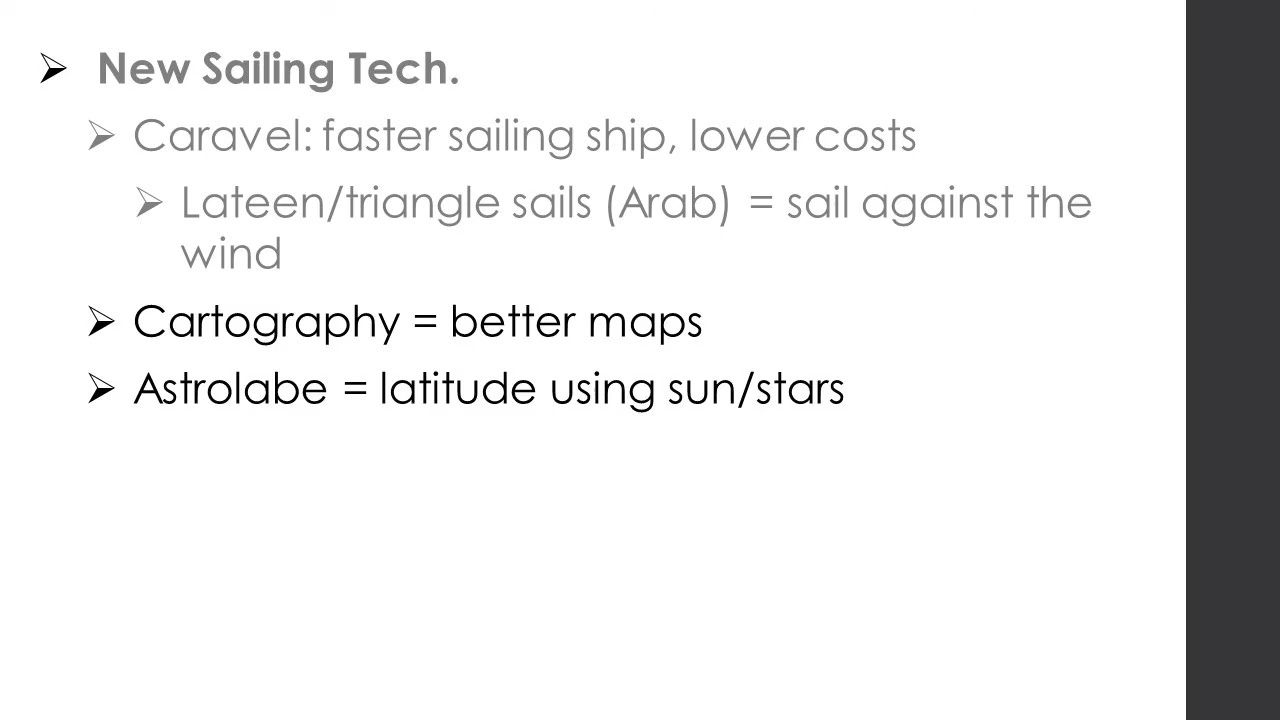 New Sailing Tech.
Caravel: faster sailing ship, lower costs
Lateen/triangle sails (Arab) = sail against the
wind
Cartography = better maps
Astrolabe = latitude using sun/stars